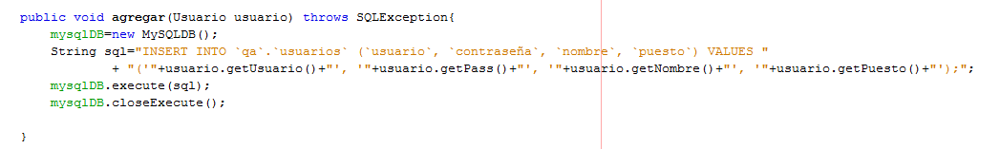 public void agregar(Usuario usuario) throws SQLException{
mysqlDB=new MySQLDB();
String sql="INSERT INTO `qa`.`usuarios` (`usuario`, `contraseña`, `nombre`, `puesto`) VALUES "
+ "('"+usuario.getUsuario()+"', '"+usuario.getPass()+"', '"+usuario.getNombre()+"', '"+usuario.getPuesto()+"');";
mysqlDB.execute(sql);
mysqlDB.closeExecute();
}